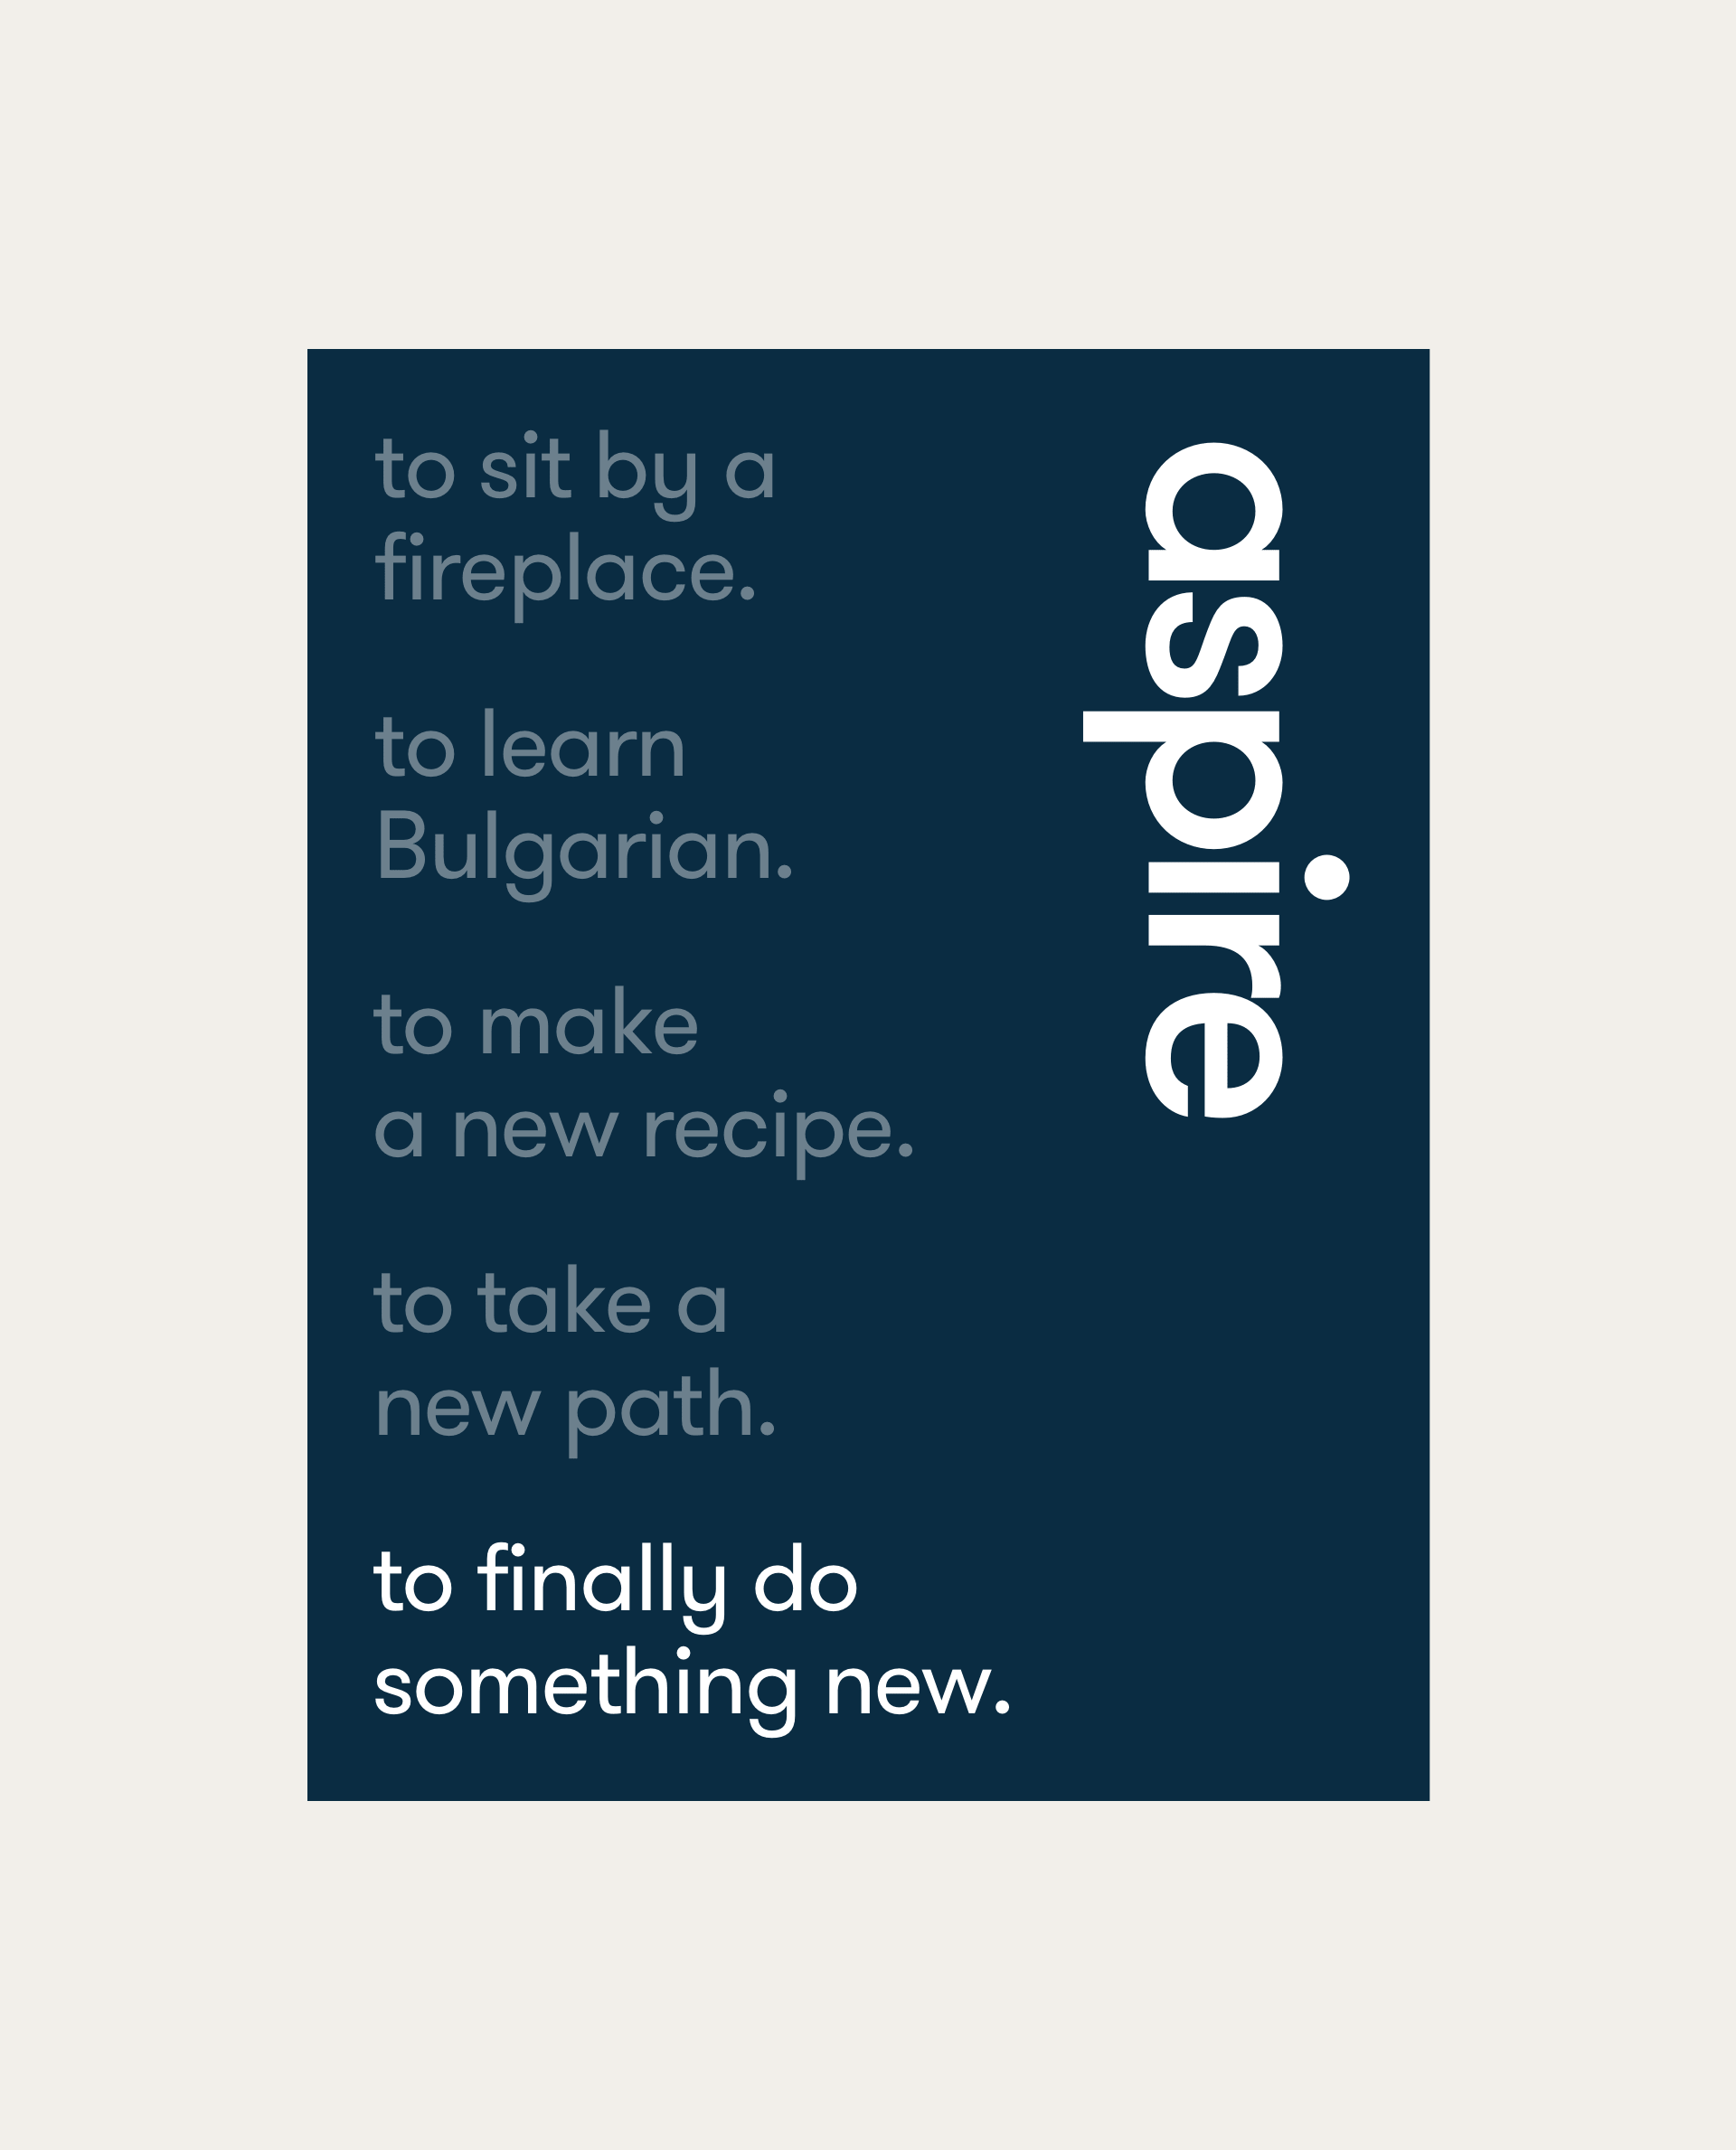 to sit by a
fireplace.
to learn
Bulgarian.
to make
a new recipe.
to take a
new path.
to finally do
something new.
aspire